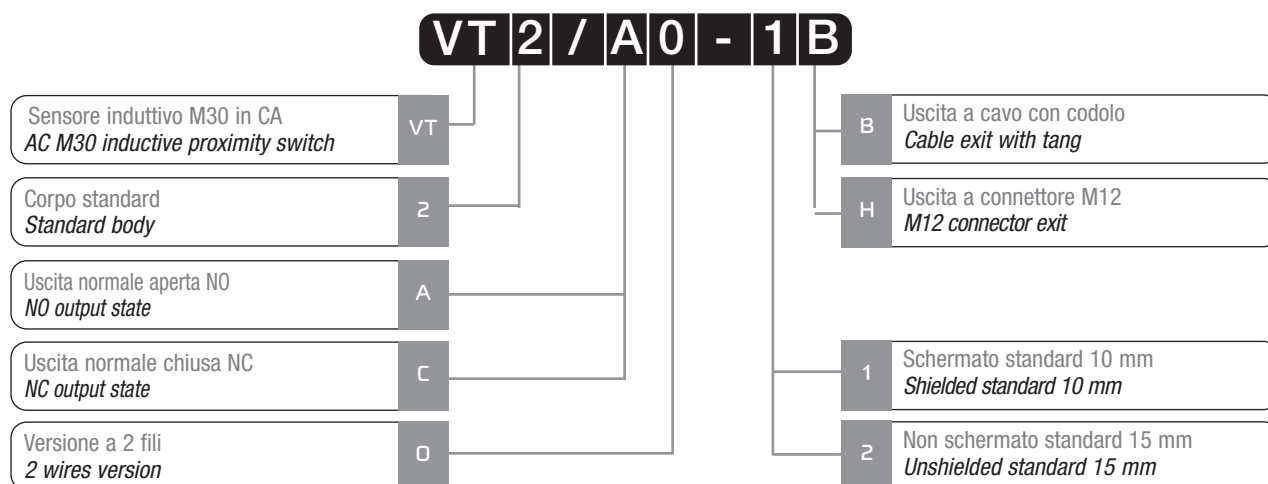 VT2/A0-1B
Sensore induttivo M30 in CA
AC M30 inductive proximity switch
VT
Corpo standard
Standard body
2
Uscita normale aperta NO
NO output state
A
Uscita normale chiusa NC
NC output state
C
Versione a 2 fili
2 wires version
0
B
Uscita a cavo con codolo
Cable exit with tang
H
Uscita a connettore M12
M12 connector exit
1
Schermato standard 10 mm
Shielded standard 10 mm
2
Non schermato standard 15 mm
Unshielded standard 15 mm